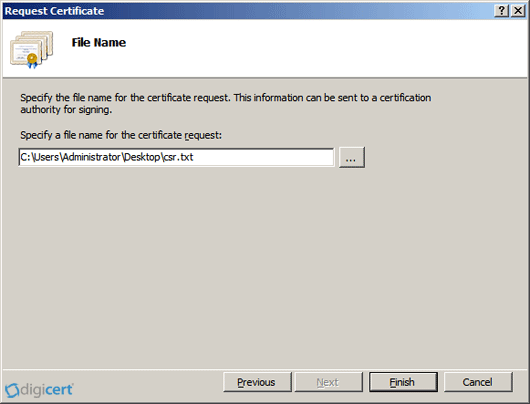 Request Certificate
File Name
Specify the file name for the certificate request. This information can be sent to a certification
authority for signing.
Specify a file name for the certificate request:
C:\Users\Administrator\Desktop\csr.txt
...
digicert
Previous
Next
Finish
Cancel